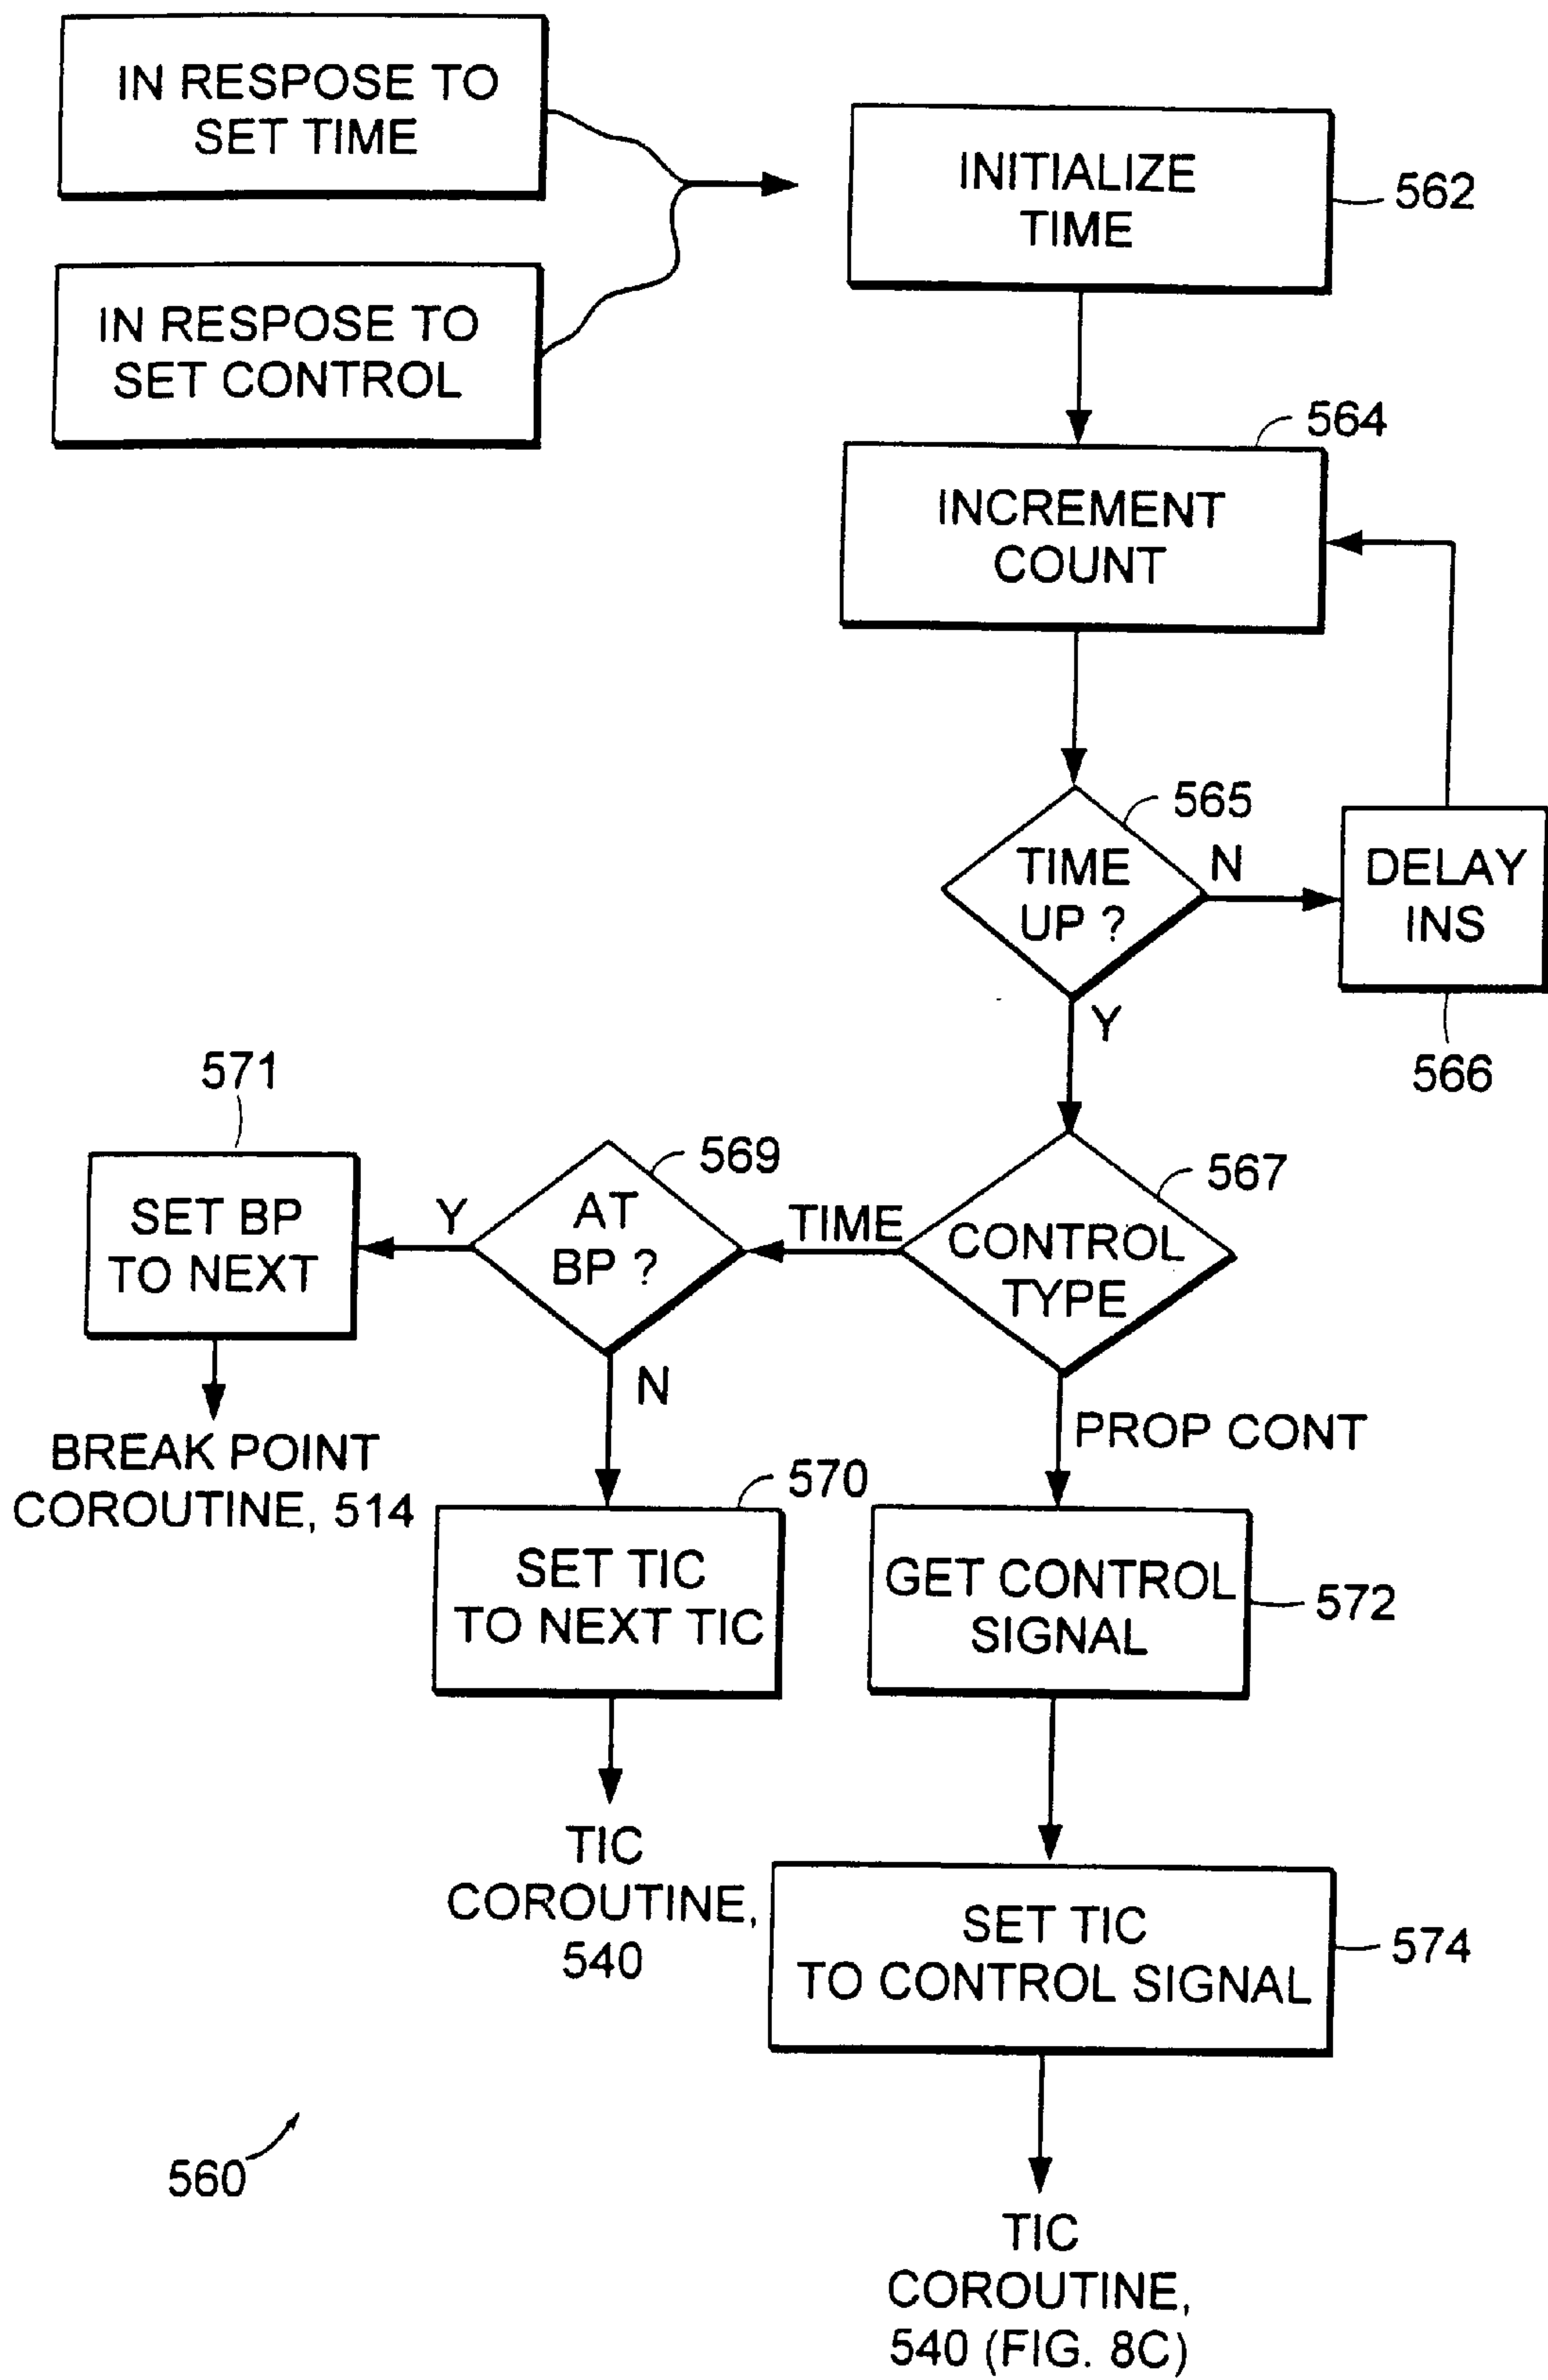 IN RESPOSE TO
SET TIME
INITIALIZE
TIME
562
IN RESPOSE TO
SET CONTROL
564
INCREMENT
COUNT
565
TIME
UP ?
N
DELAY
INS
566
Y
567
CONTROL
TYPE
TIME
569
AT
BP ?
Y
571
SET BP
TO NEXT
BREAK POINT
COROUTINE, 514
N
570
SET TIC
TO NEXT TIC
TIC
COROUTINE,
540
PROP CONT
GET CONTROL
SIGNAL
572
SET TIC
TO CONTROL SIGNAL
574
TIC
COROUTINE,
540 (FIG. 8C)
560